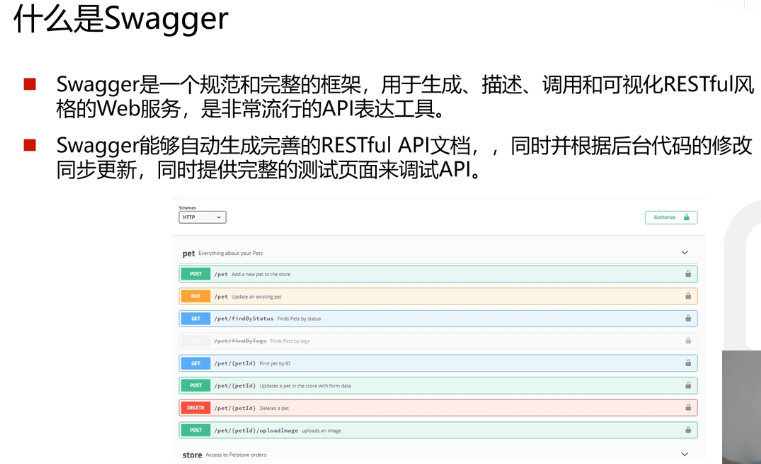 什么是Swagger
Swagger是一个规范和完整的框架，用于生成、描述、调用和可视化RESTful风
格的Web服务，是非常流行的API表达工具。
Swagger能够自动生成完善的RESTful API文档，，同时并根据后台代码的修改
同步更新，同时提供完整的测试页面来调试API。
Schemes
HTTP
Authorize
pet Everything about your Pets
POST /pet Add a new pet to the store
PUT /pet Update an existing pet
GET /pet/findByStatus Finds Pets by status
/pet/findByTags Finds Pets by tags
GET /pet/{petId} Find pet by ID
POST /pet/{petId} Updates a pet in the store with form data
DELETE /pet/{petId} Deletes a pet
POST /pet/{petId}/uploadImage uploads an image
store Access to Petstore orders